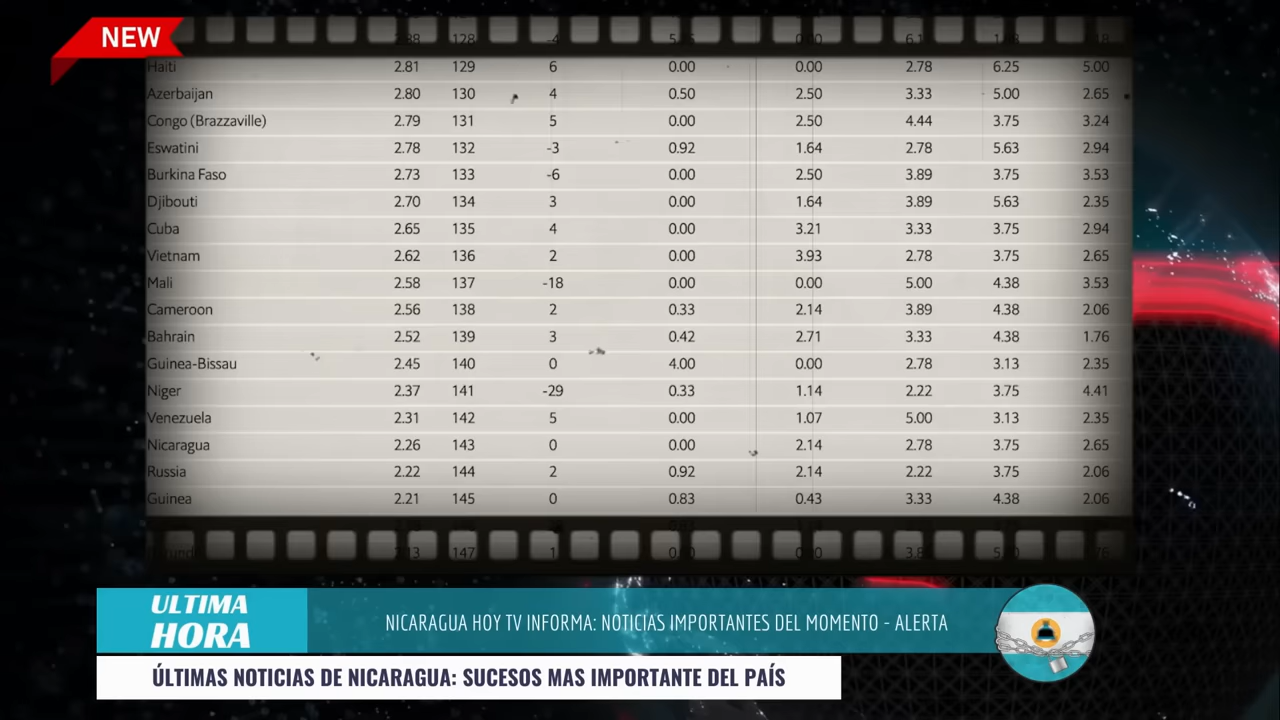 NEW
Haiti 2.81 129 6 0.00 0.00 2.78 6.25 5.00
Azerbaijan 2.80 130 4 0.50 2.50 3.33 5.00 2.65
Congo (Brazzaville) 2.79 131 5 0.00 2.50 4.44 3.75 3.24
Eswatini 2.78 132 -3 0.92 1.64 2.78 5.63 2.94
Burkina Faso 2.73 133 -6 0.00 2.50 3.89 3.75 3.53
Djibouti 2.70 134 3 0.00 1.64 3.89 5.63 2.35
Cuba 2.65 135 4 0.00 3.21 3.33 3.75 2.94
Vietnam 2.62 136 2 0.00 3.93 2.78 3.75 2.65
Mali 2.58 137 -18 0.00 0.00 5.00 4.38 3.53
Cameroon 2.56 138 2 0.33 2.14 3.89 4.38 2.06
Bahrain 2.52 139 3 0.42 2.71 3.33 4.38 1.76
Guinea-Bissau 2.45 140 0 4.00 0.00 2.78 3.13 2.35
Niger 2.37 141 -29 0.33 1.14 2.22 3.75 4.41
Venezuela 2.31 142 5 0.00 1.07 5.00 3.13 2.35
Nicaragua 2.26 143 0 0.00 2.14 2.78 3.75 2.65
Russia 2.22 144 2 0.92 2.14 2.22 3.75 2.06
Guinea 2.21 145 0 0.83 0.43 3.33 4.38 2.06
147
ULTIMA
HORA
NICARAGUA HOY TV INFORMA: NOTICIAS IMPORTANTES DEL MOMENTO - ALERTA
ÚLTIMAS NOTICIAS DE NICARAGUA: SUCESOS MAS IMPORTANTE DEL PAÍS